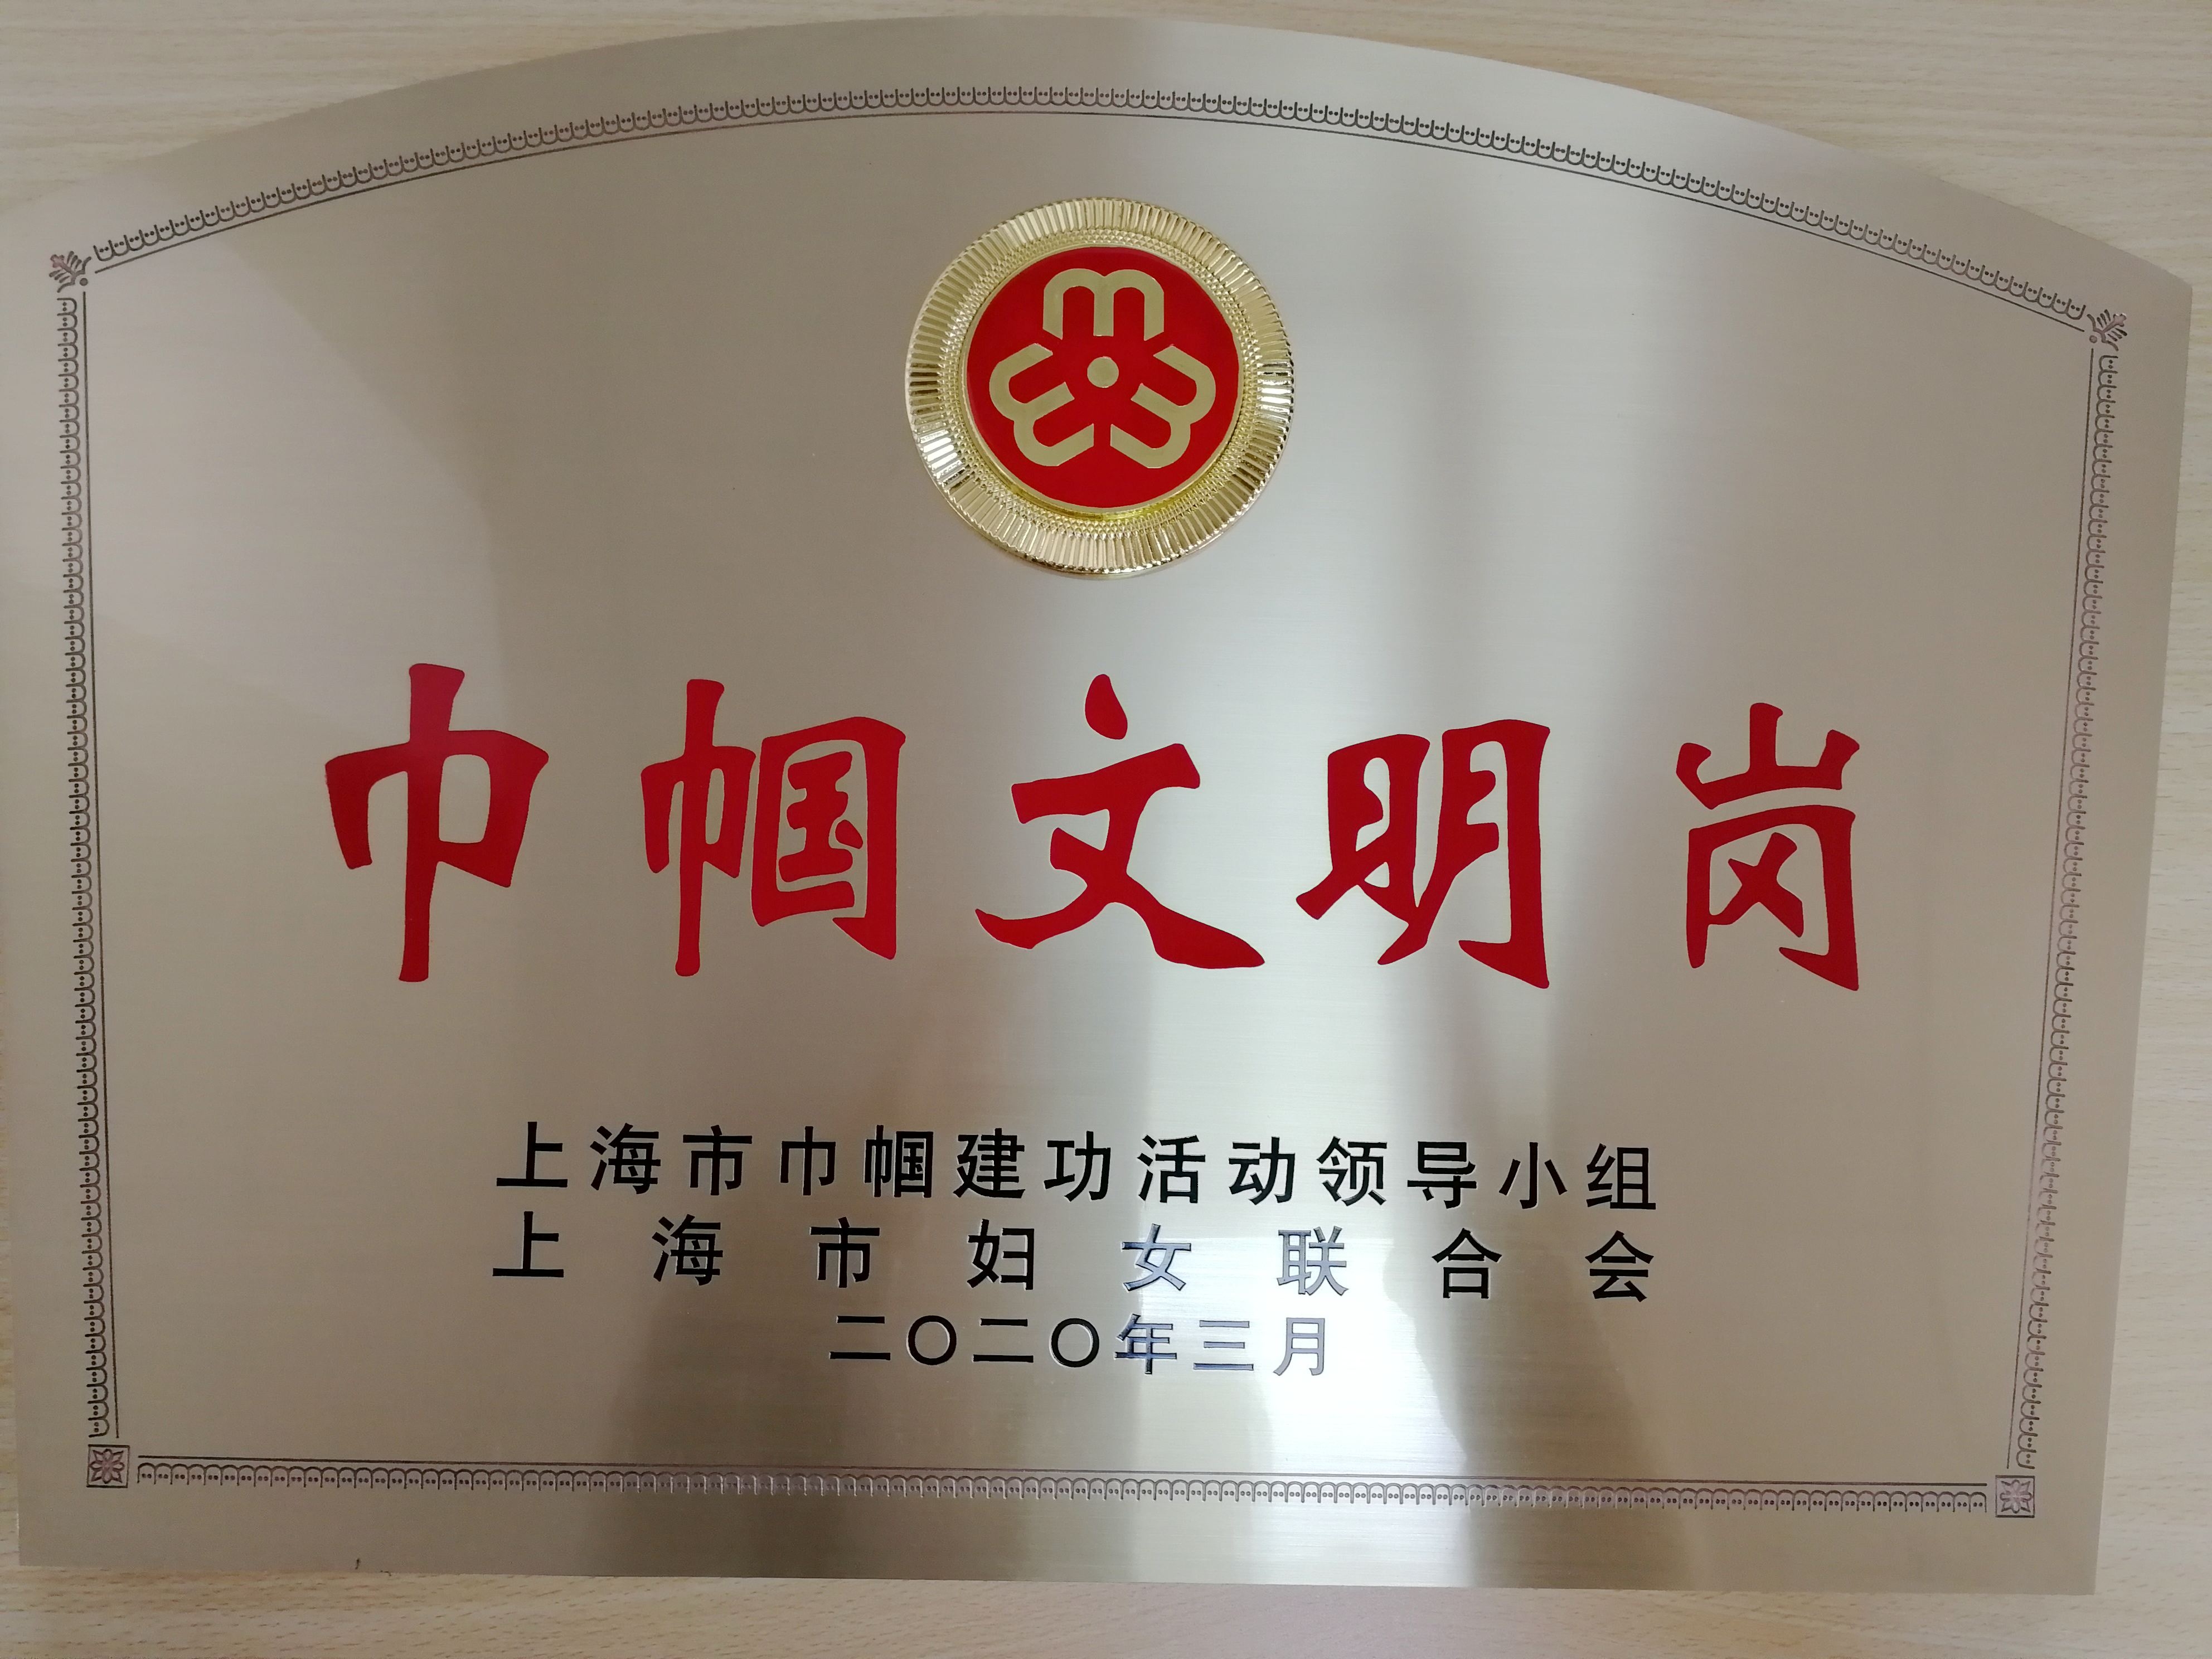 巾帼文明岗
上海市巾帼建功活动领导小组
上海市妇女联合会
二〇二〇年三月